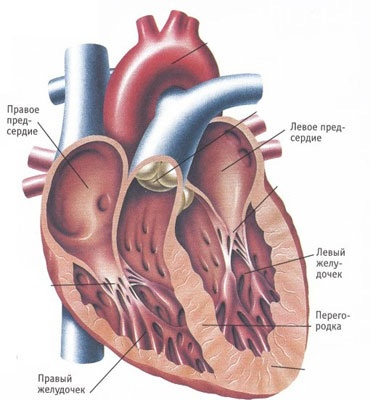 Правое
пред-
сердие
Левое пред-
сердие
Левый
желу-
дочек
Перего-
родка
Правый
желудочек